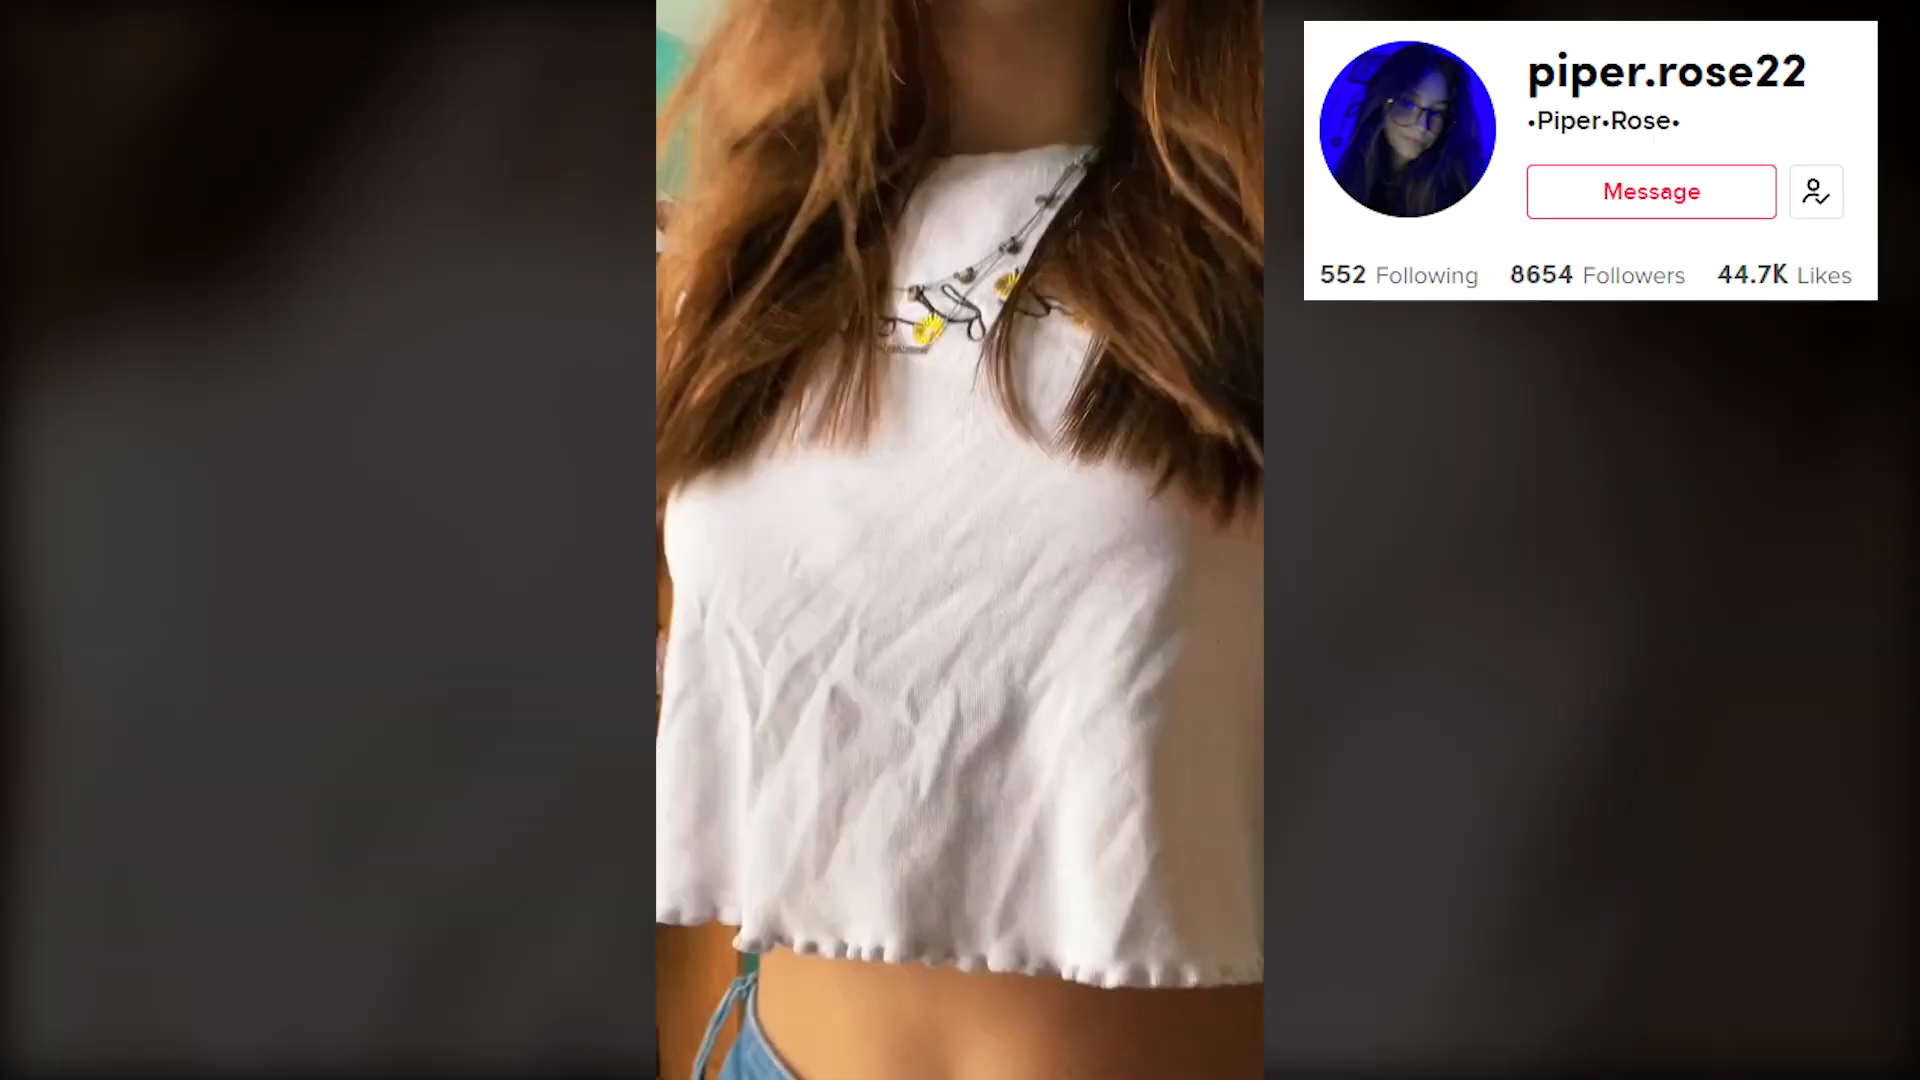 piper.rose22
•Piper•Rose•
Message
552 Following 8654 Followers 44.7K Likes